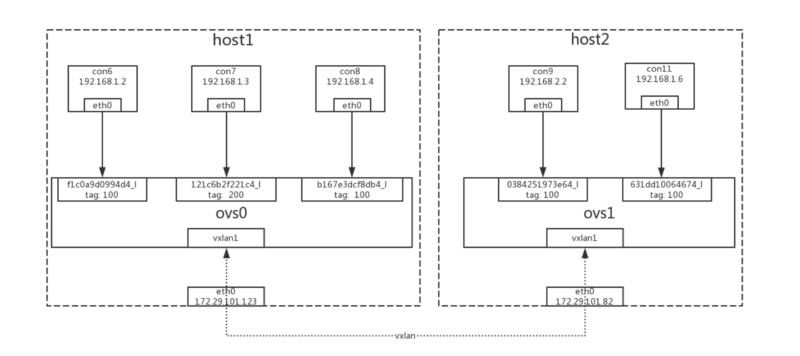 host1
host2
con6
192.168.1.2
eth0
con7
192.168.1.3
eth0
con8
192.168.1.4
eth0
con9
192.168.2.2
eth0
con11
192.168.1.6
eth0
f1c0a9d0994d4_l
tag: 100
121c6b2f221c4_l
tag: 200
b167e3dcf8db4_l
tag: 100
0384251973e64_l
tag: 100
631dd10064674_l
tag: 100
ovs0
ovs1
vxlan1
vxlan1
eth0
172.29.101.123
eth0
172.29.101.82
vxlan